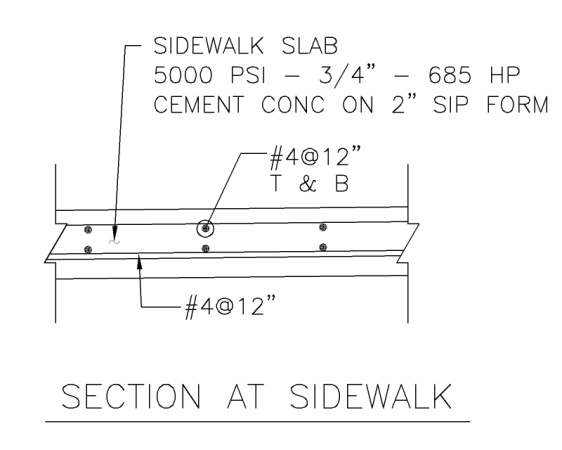 SIDEWALK SLAB
5000 PSI – 3/4" – 685 HP
CEMENT CONC ON 2" SIP FORM
#4@12"
T & B
#4@12"
SECTION AT SIDEWALK